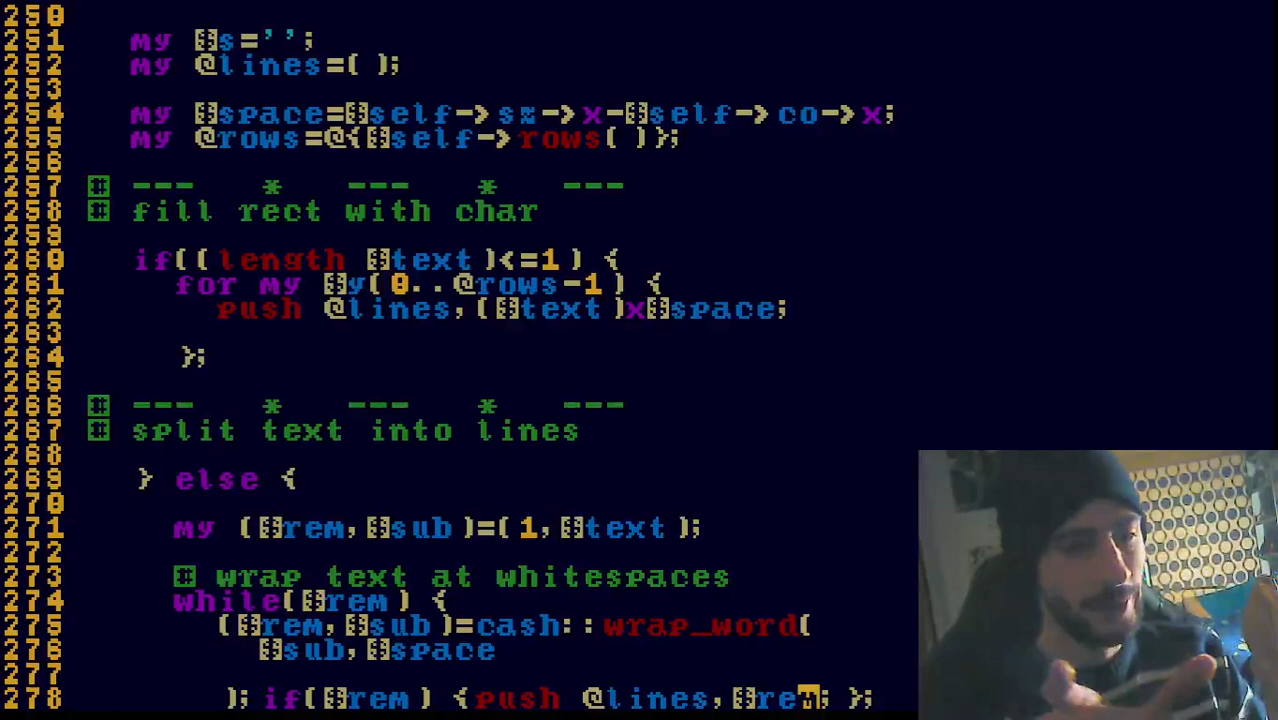 250
251 my $s='';
252 my @lines=( );
253
254 my $space=$self->sz->x-$self->co->x;
255 my @rows=@{$self->rows( )};
256
257 # --- * --- * ---
258 # fill rect with char
259
260 if((length $text)<=1) {
261 for my $y(0..@rows-1) {
262 push @lines,($text)x$space;
263
264 };
265
266 # --- * --- * ---
267 # split text into lines
268
269 } else {
270
271 my ($rem,$sub)=(1,$text);
272
273 # wrap text at whitespaces
274 while($rem) {
275 ($rem,$sub)=cash::wrap_word(
276 $sub,$space
277
278 ); if($rem) {push @lines,$rem; };